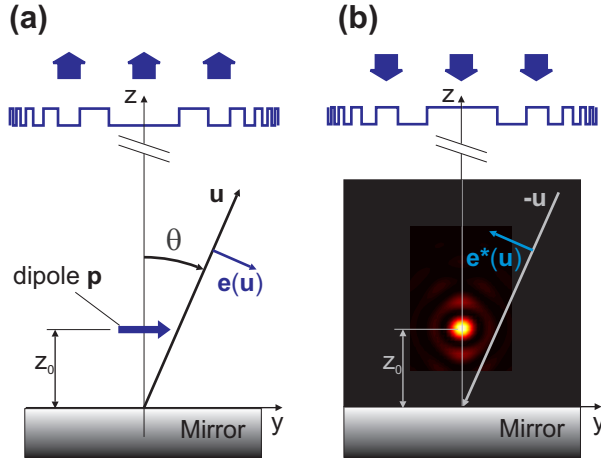 (a)
(b)
z
z
u
-u
θ
e(u)
e*(u)
dipole p
z₀
z₀
y
y
Mirror
Mirror